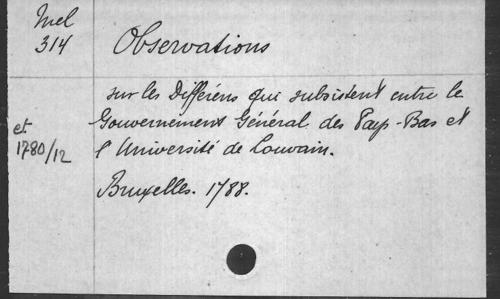 Mel
314
Observations
sur les Différens qui subsistent entre le
Gouvernement Général des Pays-Bas et
l'Université de Louvain.
et
1780/12
Bruxelles. 1788.